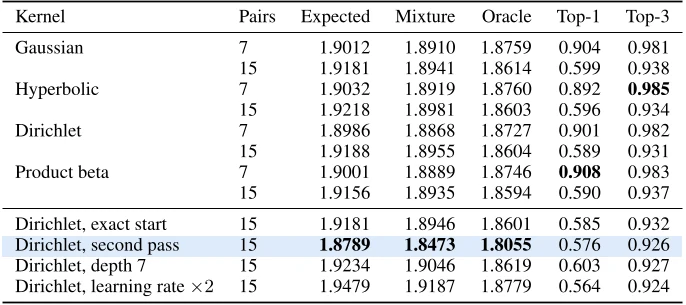 Kernel Pairs Expected Mixture Oracle Top-1 Top-3
Gaussian 7 1.9012 1.8910 1.8759 0.904 0.981
15 1.9181 1.8941 1.8614 0.599 0.938
Hyperbolic 7 1.9032 1.8919 1.8760 0.892 0.985
15 1.9218 1.8981 1.8603 0.596 0.934
Dirichlet 7 1.8986 1.8868 1.8727 0.901 0.982
15 1.9188 1.8955 1.8604 0.589 0.931
Product beta 7 1.9001 1.8889 1.8746 0.908 0.983
15 1.9156 1.8935 1.8594 0.590 0.937
Dirichlet, exact start 15 1.9181 1.8946 1.8601 0.585 0.932
Dirichlet, second pass 15 1.8789 1.8473 1.8055 0.576 0.926
Dirichlet, depth 7 15 1.9234 1.9046 1.8619 0.603 0.927
Dirichlet, learning rate ×2 15 1.9479 1.9187 1.8779 0.564 0.924